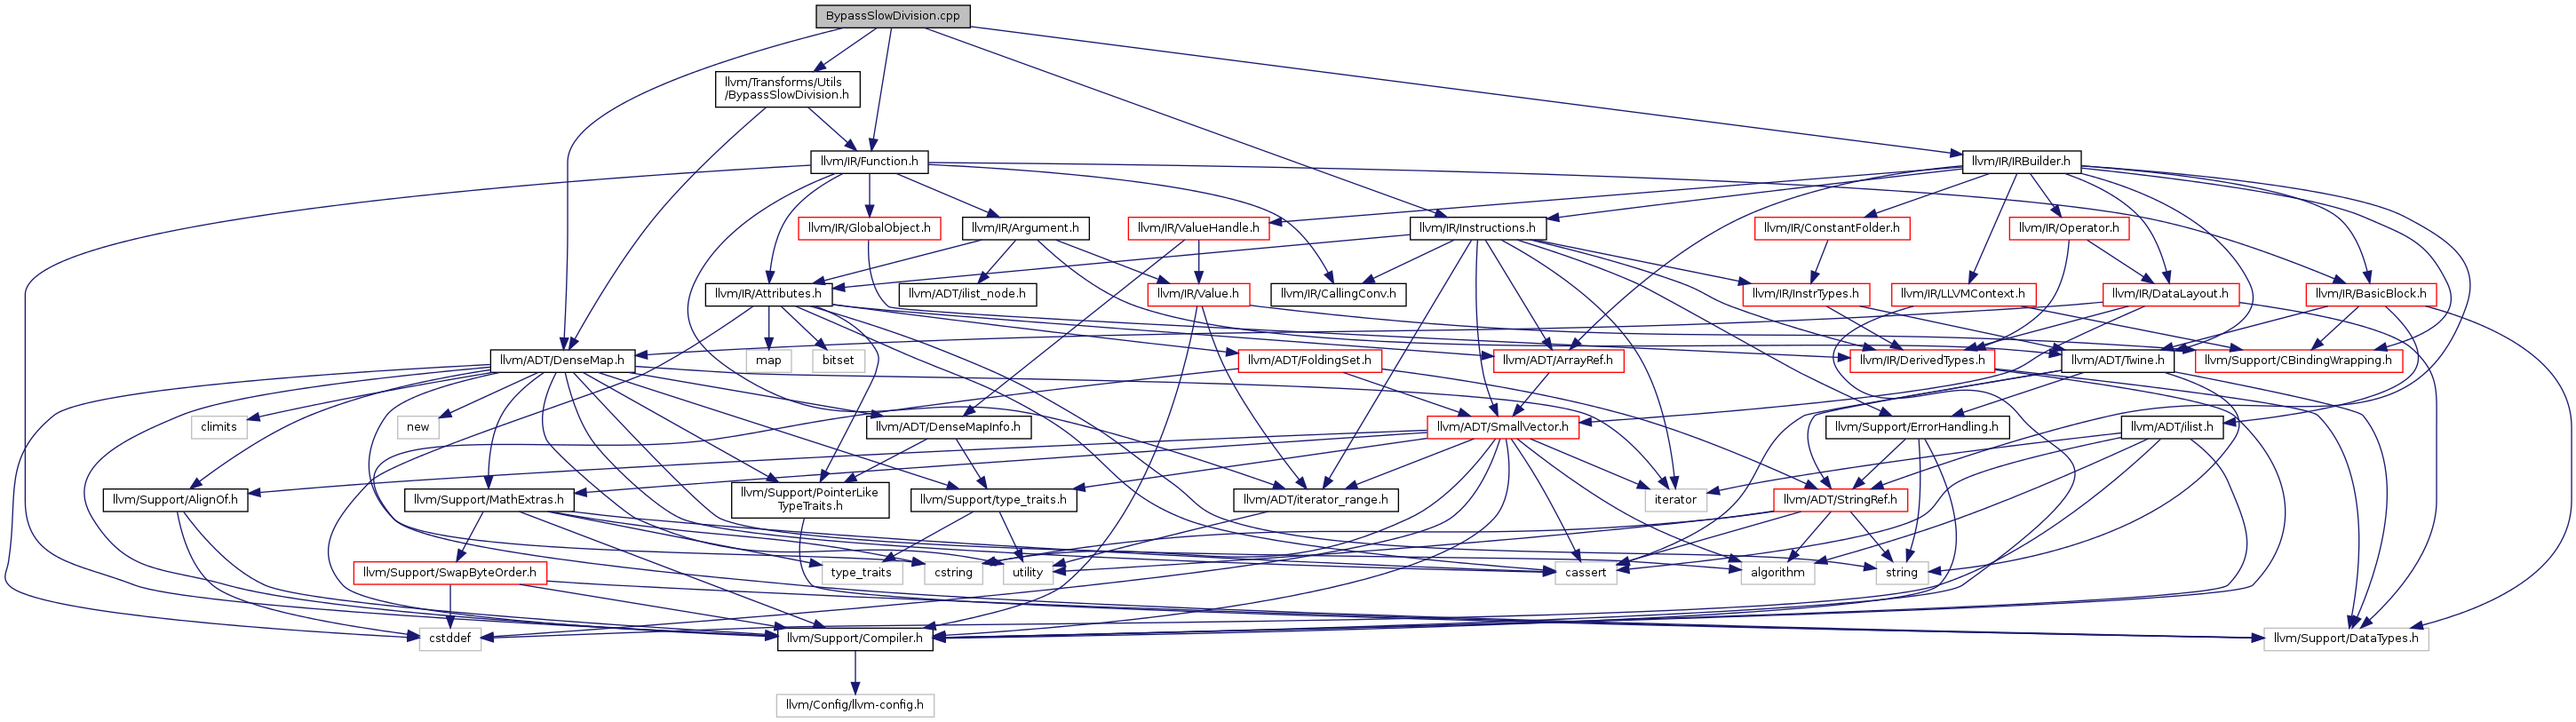 BypassSlowDivision.cpp
llvm/Transforms/Utils
/BypassSlowDivision.h
llvm/IR/Function.h
llvm/IR/IRBuilder.h
llvm/IR/GlobalObject.h
llvm/IR/Argument.h
llvm/IR/ValueHandle.h
llvm/IR/Instructions.h
llvm/IR/ConstantFolder.h
llvm/IR/Operator.h
llvm/IR/Attributes.h
llvm/ADT/ilist_node.h
llvm/IR/Value.h
llvm/IR/CallingConv.h
llvm/IR/InstrTypes.h
llvm/IR/LLVMContext.h
llvm/IR/DataLayout.h
llvm/IR/BasicBlock.h
llvm/ADT/DenseMap.h
map
bitset
llvm/ADT/FoldingSet.h
llvm/ADT/ArrayRef.h
llvm/IR/DerivedTypes.h
llvm/ADT/Twine.h
llvm/Support/CBindingWrapping.h
climits
new
llvm/ADT/DenseMapInfo.h
llvm/ADT/SmallVector.h
llvm/Support/ErrorHandling.h
llvm/ADT/ilist.h
llvm/Support/AlignOf.h
llvm/Support/MathExtras.h
llvm/Support/PointerLike
TypeTraits.h
llvm/Support/type_traits.h
llvm/ADT/iterator_range.h
iterator
llvm/ADT/StringRef.h
llvm/Support/SwapByteOrder.h
type_traits
cstring
utility
cassert
algorithm
string
cstddef
llvm/Support/Compiler.h
llvm/Support/DataTypes.h
llvm/Config/llvm-config.h